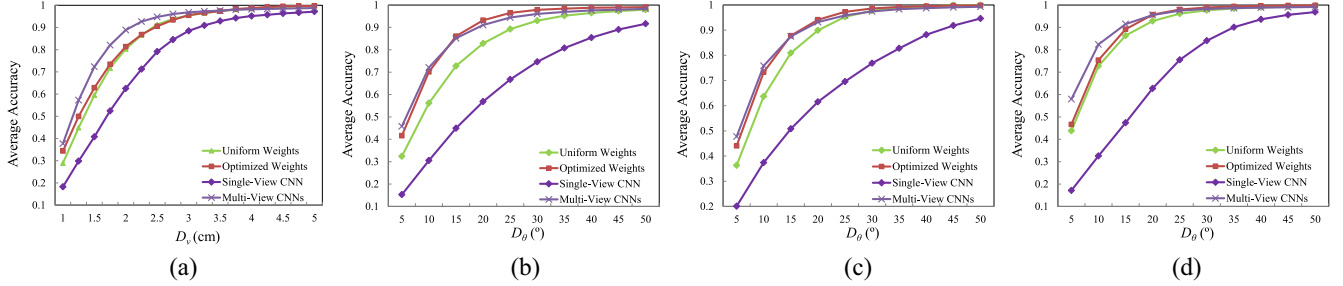 Average Accuracy
1
0.9
0.8
0.7
0.6
0.5
0.4
0.3
0.2
0.1
Uniform Weights
Optimized Weights
Single-View CNN
Multi-View CNNs
1 1.5 2 2.5 3 3.5 4 4.5 5
Dv (cm)
(a)
Average Accuracy
1
0.9
0.8
0.7
0.6
0.5
0.4
0.3
0.2
0.1
Uniform Weights
Optimized Weights
Single-View CNN
Multi-View CNNs
5 10 15 20 25 30 35 40 45 50
Dθ (º)
(b)
Average Accuracy
1
0.9
0.8
0.7
0.6
0.5
0.4
0.3
0.2
Uniform Weights
Optimized Weights
Single-View CNN
Multi-View CNNs
5 10 15 20 25 30 35 40 45 50
Dθ (º)
(c)
Average Accuracy
1
0.9
0.8
0.7
0.6
0.5
0.4
0.3
0.2
0.1
Uniform Weights
Optimized Weights
Single-View CNN
Multi-View CNNs
5 10 15 20 25 30 35 40 45 50
Dθ (º)
(d)